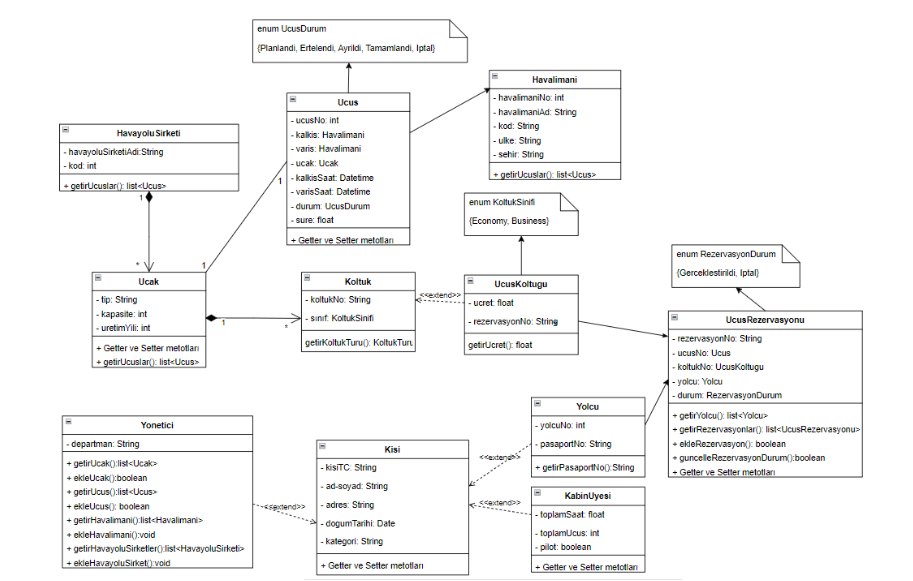 enum UcusDurum
{Planlandi, Ertelendi, Ayrildi, Tamamlandi, Iptal}
Ucus
- ucusNo: int
- kalkis: Havalimani
- varis: Havalimani
- ucak: Ucak
- kalkisSaat: Datetime
- varisSaat: Datetime
- durum: UcusDurum
- sure: float
+ Getter ve Setter metotları
Havalimani
- havalimaniNo: int
- havalimaniAd: String
- kod: String
- ulke: String
- sehir: String
+ getirUcuslar(): list<Ucus>
HavayoluSirketi
- havayoluSirketiAdi:String
- kod: int
+ getirUcuslar(): list<Ucus>
1
*
1
1
enum KoltukSinifi
{Economy, Business}
enum RezervasyonDurum
{Gerceklestirildi, Iptal}
Ucak
- tip: String
- kapasite: int
- uretimYili: int
+ Getter ve Setter metotları
+ getirUcuslar(): list<Ucus>
1
*
Koltuk
- koltukNo: String
- sınıf: KoltukSinifi
getirKoltukTuru(): KoltukTuru
<<extend>>
UcusKoltugu
- ucret: float
- rezervasyonNo: String
getirUcret(): float
UcusRezervasyonu
- rezervasyonNo: String
- ucusNo: Ucus
- koltukNo: UcusKoltugu
- yolcu: Yolcu
- durum: RezervasyonDurum
+ getirYolcu(): list<Yolcu>
+ getirRezervasyonlar(): list<UcusRezervasyonu>
+ ekleRezervasyon(): boolean
+ guncelleRezervasyonDurum():boolean
+ Getter ve Setter metotları
Yonetici
- departman: String
+ getirUcak():list<Ucak>
+ ekleUcak():boolean
+ getirUcus():list<Ucus>
+ ekleUcus(): boolean
+ getirHavalimani():list<Havalimani>
+ ekleHavalimani():void
+ getirHavayoluSirketler(): list<HavayoluSirketi>
+ ekleHavayoluSirket():void
<<extend>>
Kisi
- kisiTC: String
- ad-soyad: String
- adres: String
- dogumTarihi: Date
- kategori: String
+ Getter ve Setter metotları
<<extend>>
<<extend>>
Yolcu
- yolcuNo: int
- pasaportNo: String
+ getirPasaportNo():String
KabinUyesi
- toplamSaat: float
- toplamUcus: int
- pilot: boolean
+ Getter ve Setter metotları